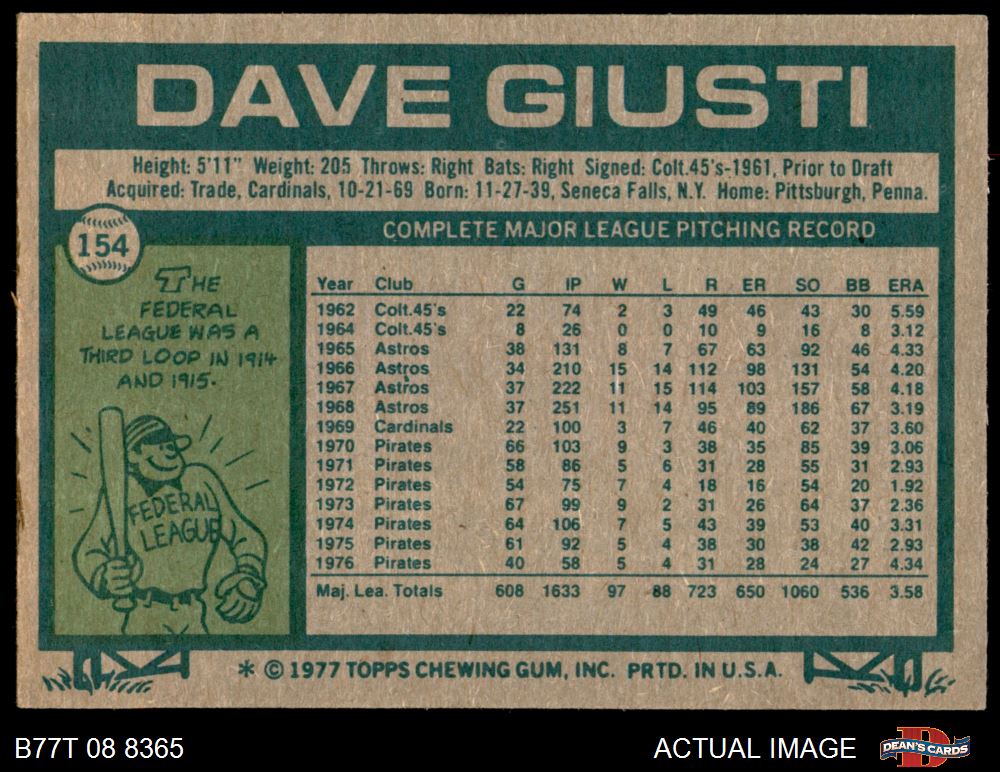 DAVE GIUSTI
Height: 5'11" Weight: 205 Throws: Right Bats: Right Signed: Colt.45's-1961, Prior to Draft
Acquired: Trade, Cardinals, 10-21-69 Born: 11-27-39, Seneca Falls, N.Y. Home: Pittsburgh, Penna.
154
THE
FEDERAL
LEAGUE WAS A
THIRD LOOP IN 1914
AND 1915.
FEDERAL
LEAGUE
COMPLETE MAJOR LEAGUE PITCHING RECORD
Year Club G IP W L R ER SO BB ERA
1962 Colt.45's 22 74 2 3 49 46 43 30 5.59
1964 Colt.45's 8 26 0 0 10 9 16 8 3.12
1965 Astros 38 131 8 7 67 63 92 46 4.33
1966 Astros 34 210 15 14 112 98 131 54 4.20
1967 Astros 37 222 11 15 114 103 157 58 4.18
1968 Astros 37 251 11 14 95 89 186 67 3.19
1969 Cardinals 22 100 3 7 46 40 62 37 3.60
1970 Pirates 66 103 9 3 38 35 85 39 3.06
1971 Pirates 58 86 5 6 31 28 55 31 2.93
1972 Pirates 54 75 7 4 18 16 54 20 1.92
1973 Pirates 67 99 9 2 31 26 64 37 2.36
1974 Pirates 64 106 7 5 43 39 53 40 3.31
1975 Pirates 61 92 5 4 38 30 38 42 2.93
1976 Pirates 40 58 5 4 31 28 24 27 4.34
Maj. Lea. Totals 608 1633 97 88 723 650 1060 536 3.58
* © 1977 TOPPS CHEWING GUM, INC. PRTD. IN U.S.A.
B77T 08 8365 ACTUAL IMAGE DEAN'S CARDS